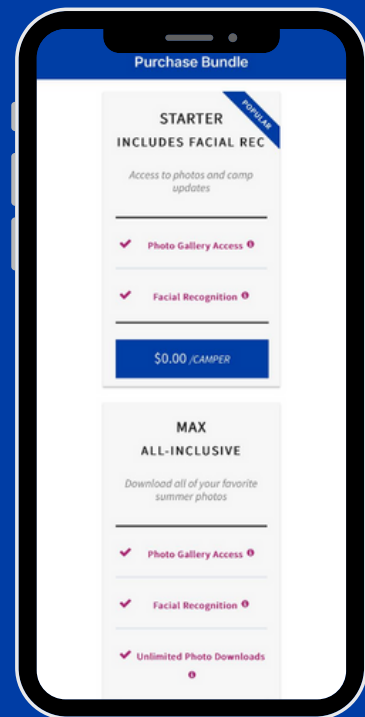 Purchase Bundle
POPULAR
STARTER
INCLUDES FACIAL REC
Access to photos and camp
updates
Photo Gallery Access
Facial Recognition
$0.00 /CAMPER
MAX
ALL-INCLUSIVE
Download all of your favorite
summer photos
Photo Gallery Access
Facial Recognition
Unlimited Photo Downloads